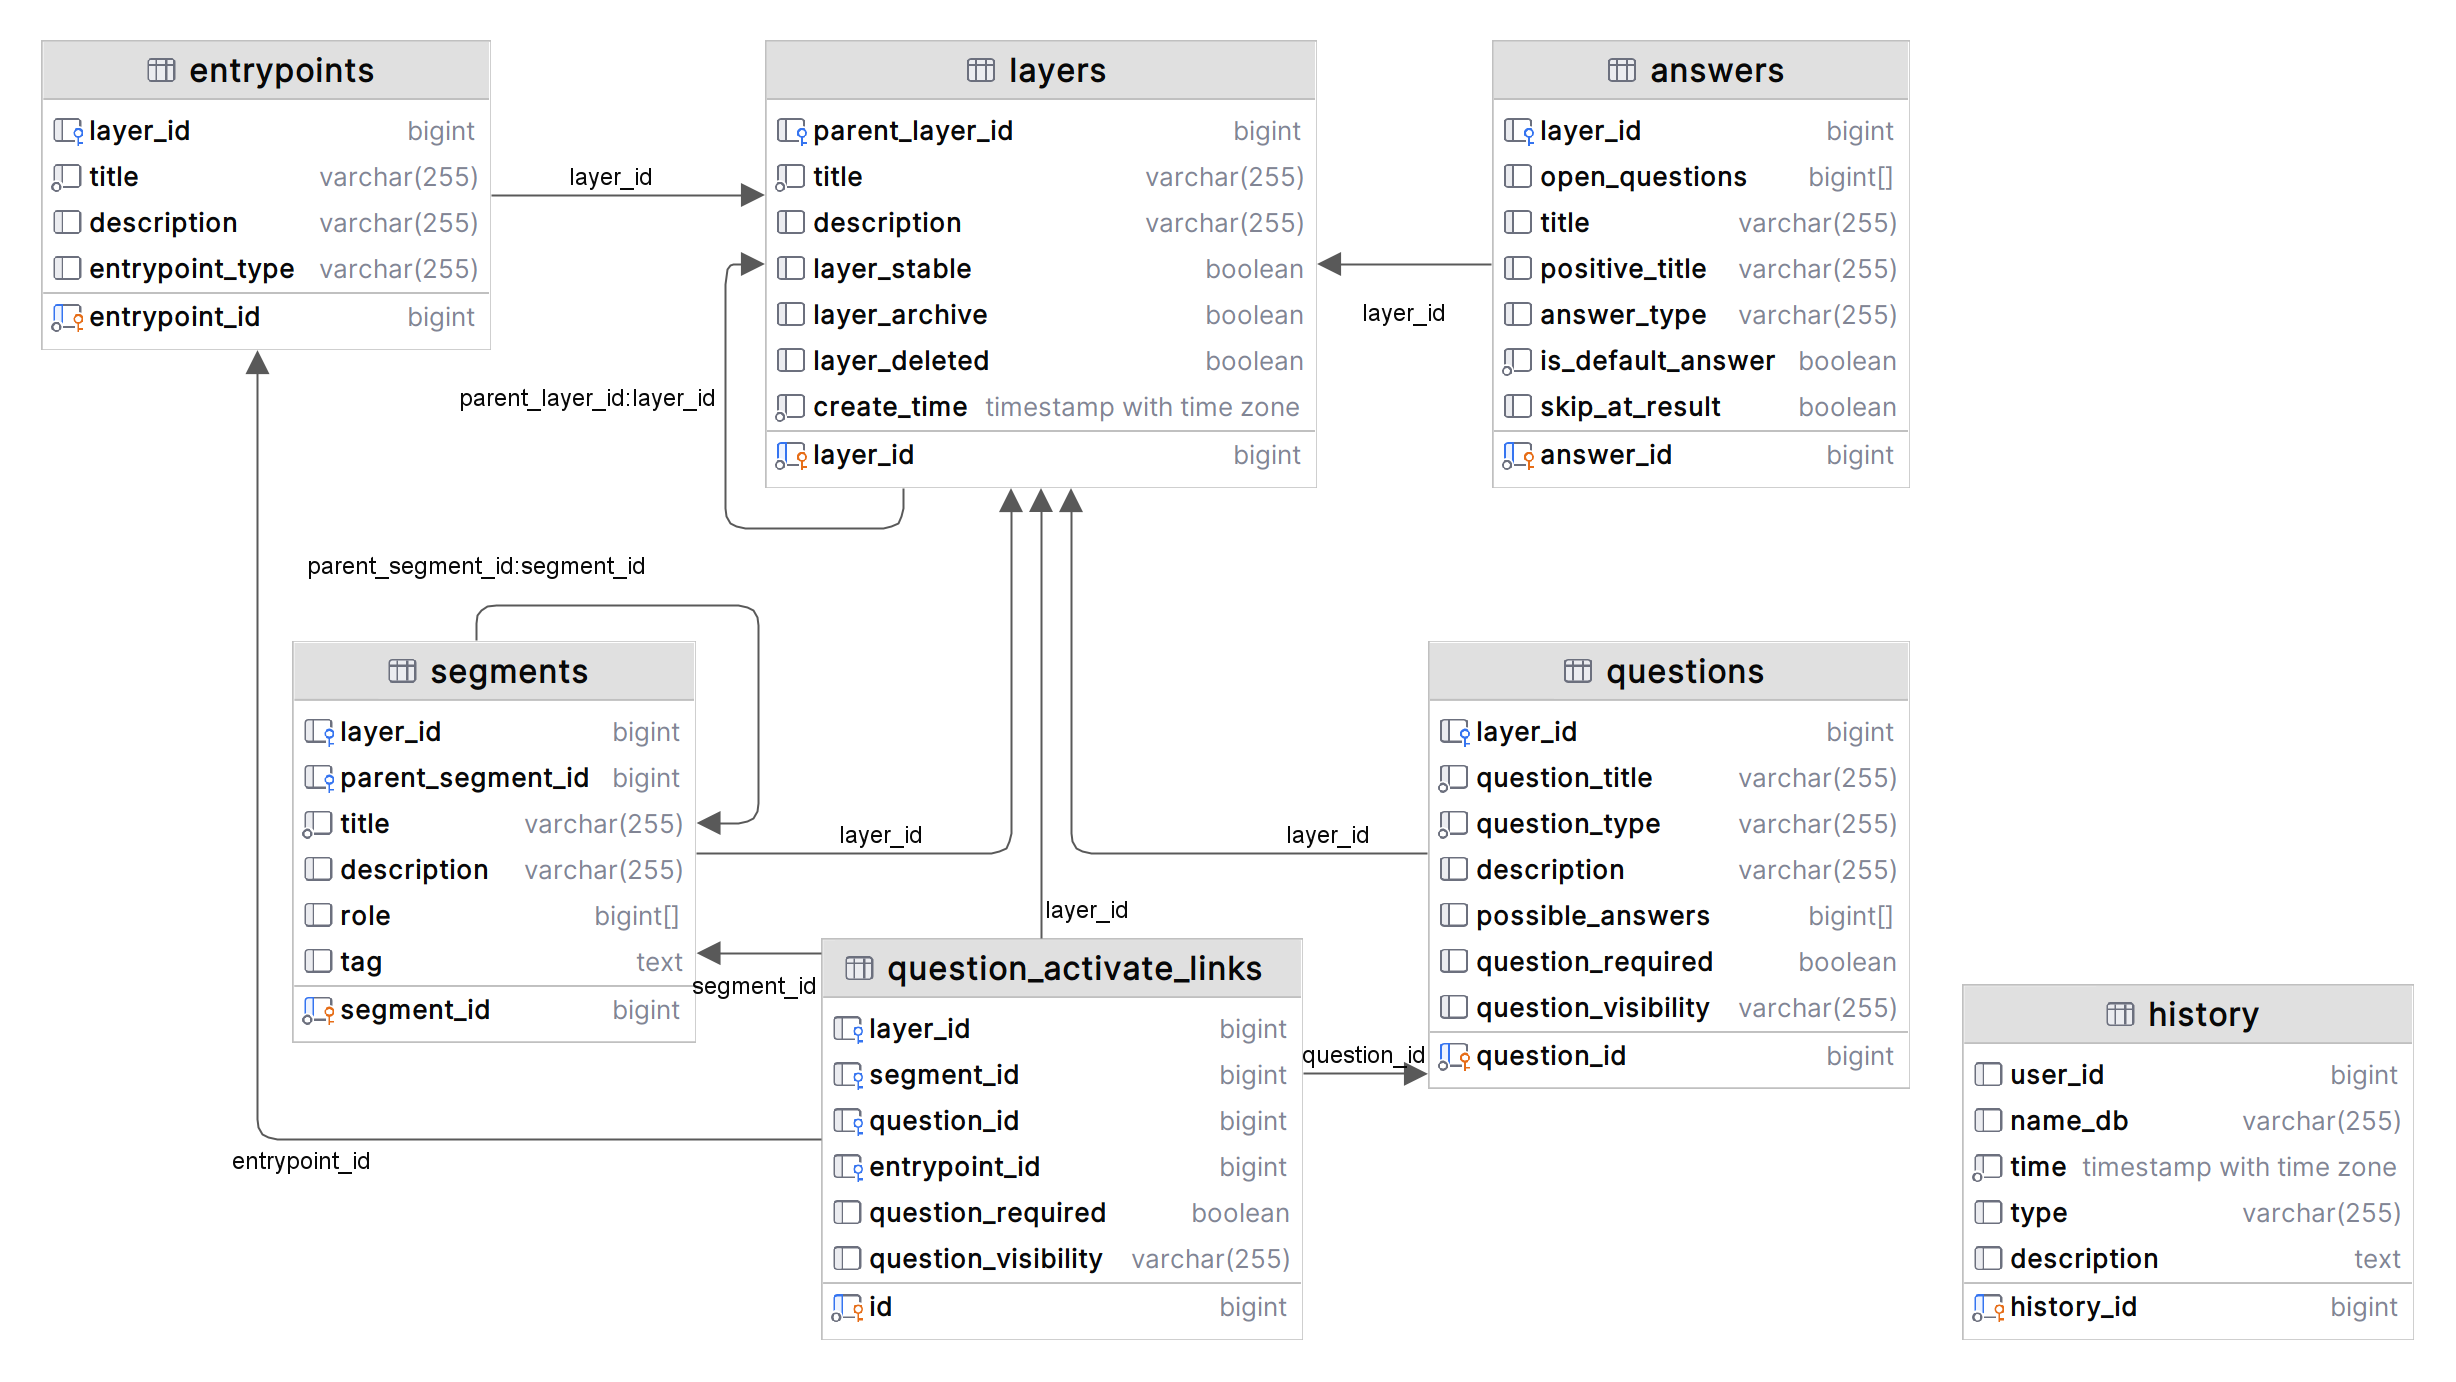 entrypoints
layer_id bigint
title varchar(255)
description varchar(255)
entrypoint_type varchar(255)
entrypoint_id bigint
layer_id
layers
parent_layer_id bigint
title varchar(255)
description varchar(255)
layer_stable boolean
layer_archive boolean
layer_deleted boolean
create_time timestamp with time zone
layer_id bigint
parent_layer_id:layer_id
layer_id
answers
layer_id bigint
open_questions bigint[]
title varchar(255)
positive_title varchar(255)
answer_type varchar(255)
is_default_answer boolean
skip_at_result boolean
answer_id bigint
parent_segment_id:segment_id
segments
layer_id bigint
parent_segment_id bigint
title varchar(255)
description varchar(255)
role bigint[]
tag text
segment_id bigint
layer_id
layer_id
layer_id
segment_id
question_activate_links
layer_id bigint
segment_id bigint
question_id bigint
entrypoint_id bigint
question_required boolean
question_visibility varchar(255)
id bigint
entrypoint_id
question_id
questions
layer_id bigint
question_title varchar(255)
question_type varchar(255)
description varchar(255)
possible_answers bigint[]
question_required boolean
question_visibility varchar(255)
question_id bigint
history
user_id bigint
name_db varchar(255)
time timestamp with time zone
type varchar(255)
description text
history_id bigint